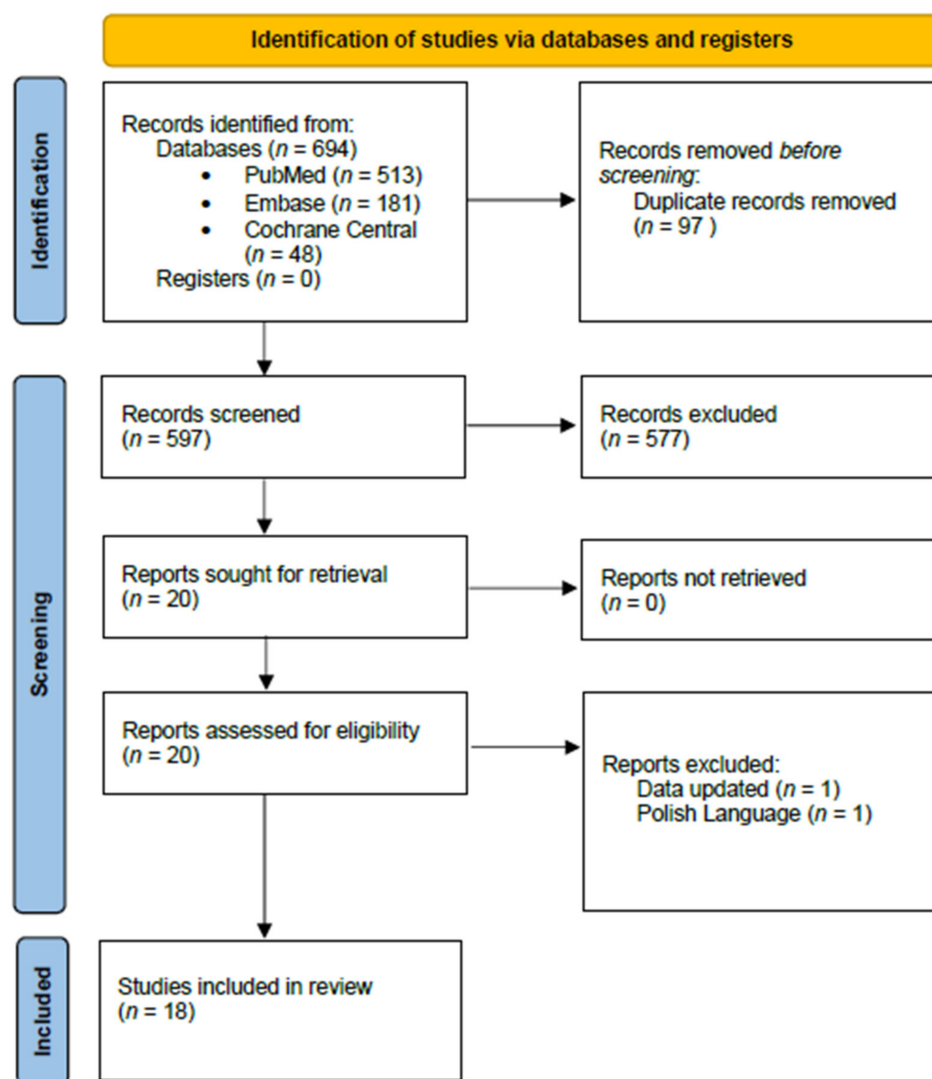 Identification of studies via databases and registers
Identification
Records identified from:
Databases (n = 694)
• PubMed (n = 513)
• Embase (n = 181)
• Cochrane Central
(n = 48)
Registers (n = 0)
Records removed before
screening:
Duplicate records removed
(n = 97 )
Screening
Records screened
(n = 597)
Records excluded
(n = 577)
Reports sought for retrieval
(n = 20)
Reports not retrieved
(n = 0)
Reports assessed for eligibility
(n = 20)
Reports excluded:
Data updated (n = 1)
Polish Language (n = 1)
Included
Studies included in review
(n = 18)